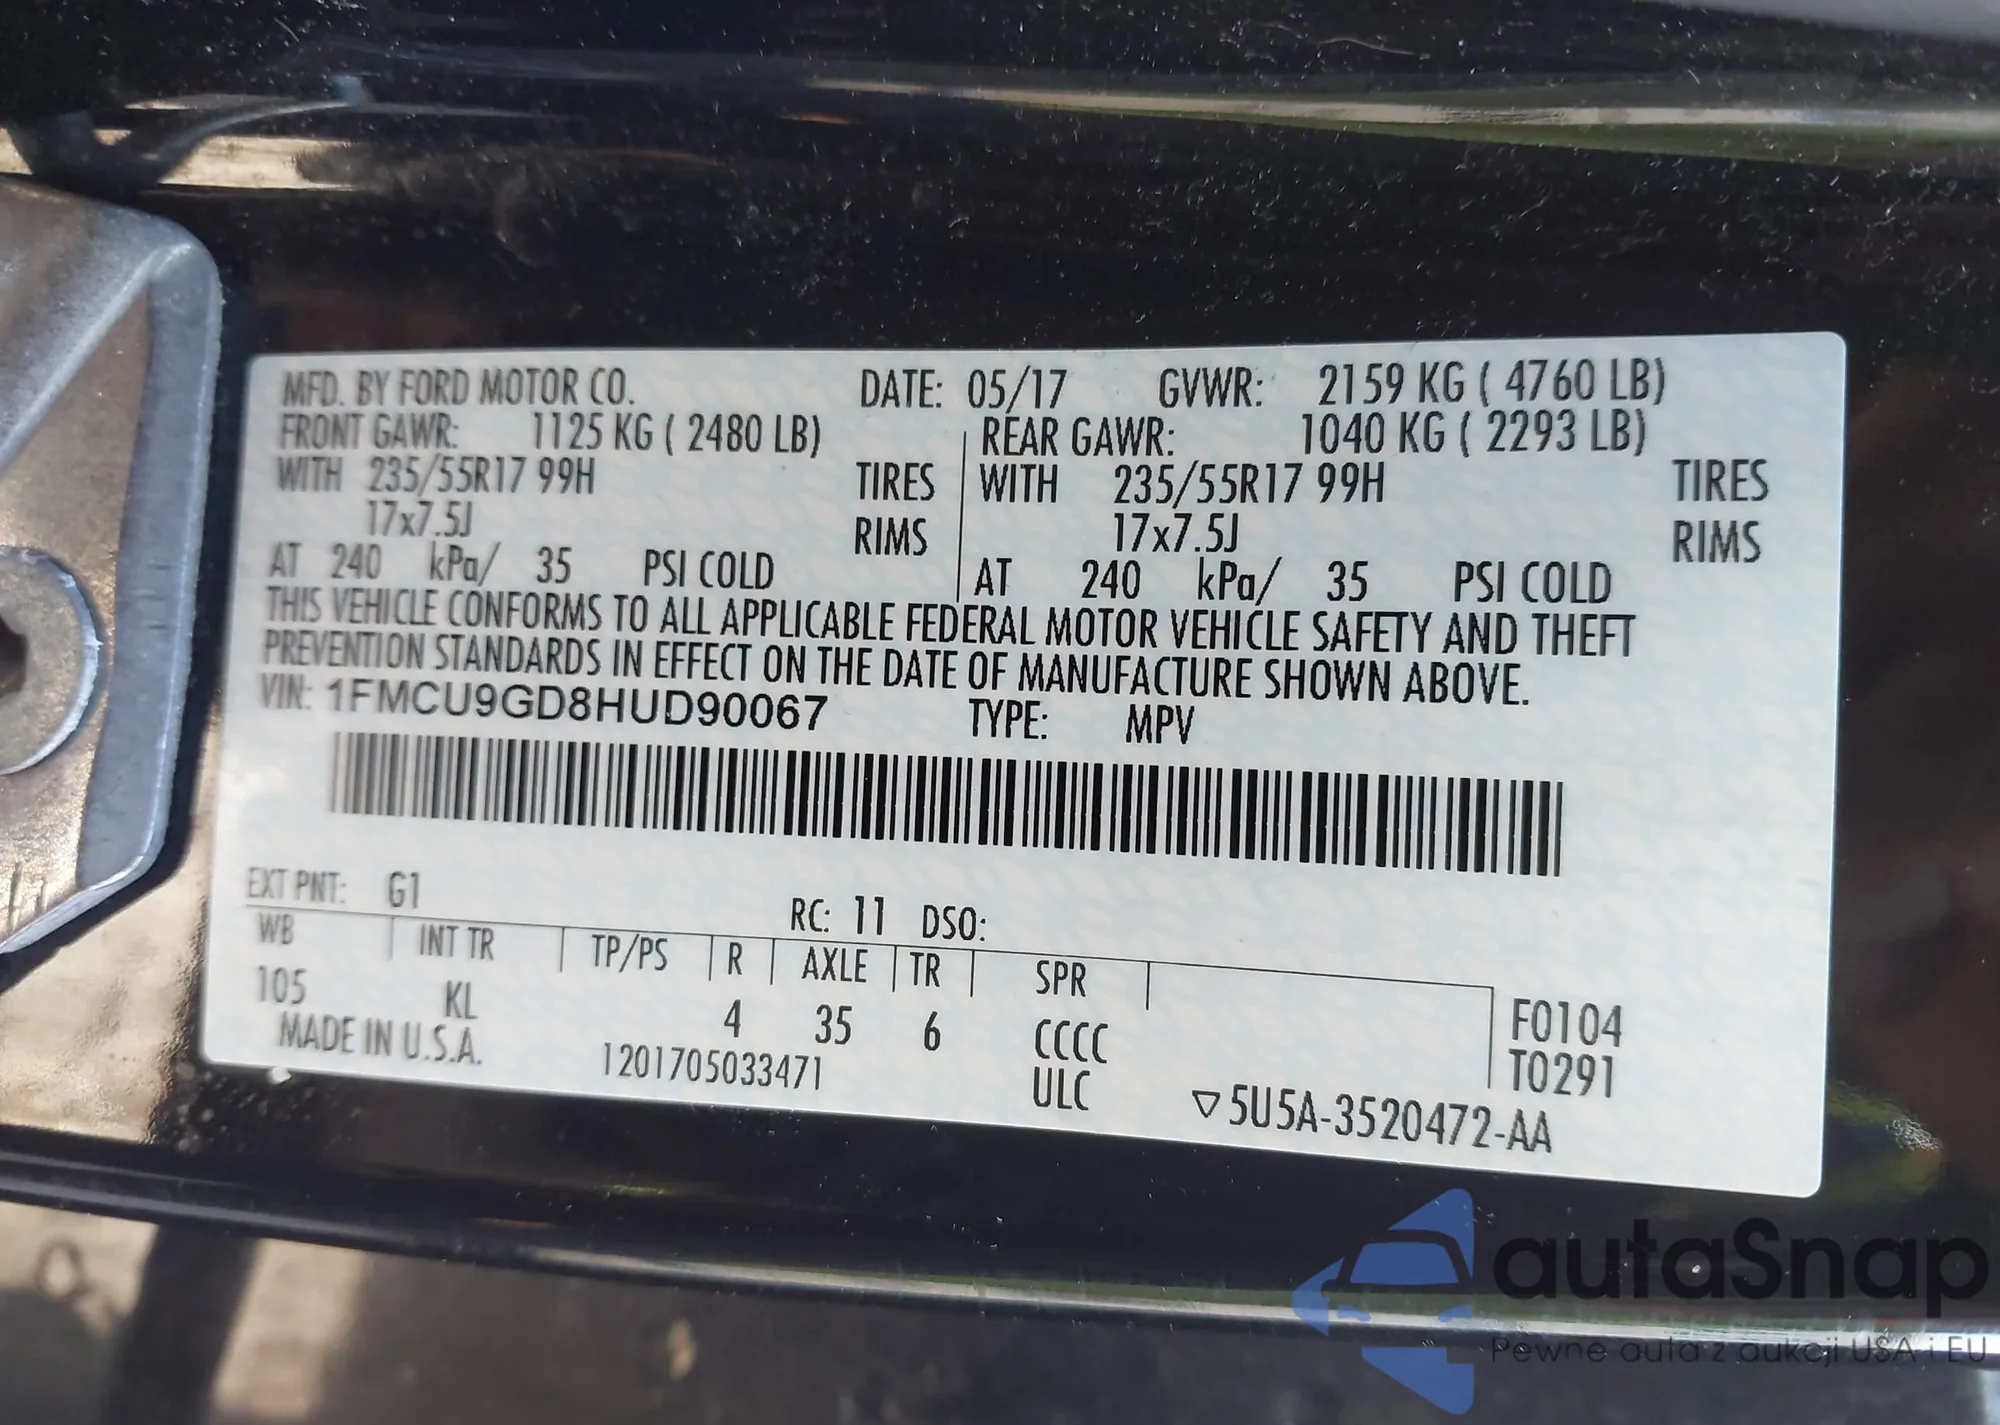 MFD. BY FORD MOTOR CO. DATE: 05/17 GVWR: 2159 KG ( 4760 LB)
FRONT GAWR: 1125 KG ( 2480 LB) REAR GAWR: 1040 KG ( 2293 LB)
WITH 235/55R17 99H TIRES WITH 235/55R17 99H TIRES
17x7.5J RIMS 17x7.5J RIMS
AT 240 kPa/ 35 PSI COLD AT 240 kPa/ 35 PSI COLD
THIS VEHICLE CONFORMS TO ALL APPLICABLE FEDERAL MOTOR VEHICLE SAFETY AND THEFT
PREVENTION STANDARDS IN EFFECT ON THE DATE OF MANUFACTURE SHOWN ABOVE.
VIN: 1FMCU9GD8HUD90067 TYPE: MPV
EXT PNT: G1 RC: 11 DSO:
WB INT TR TP/PS R AXLE TR SPR
105 KL 4 35 6 CCCC F0104
MADE IN U.S.A. 1201705033471 ULC T0291
▽5U5A-3520472-AA
autaSnap
Pewne auta z aukcji USA i EU